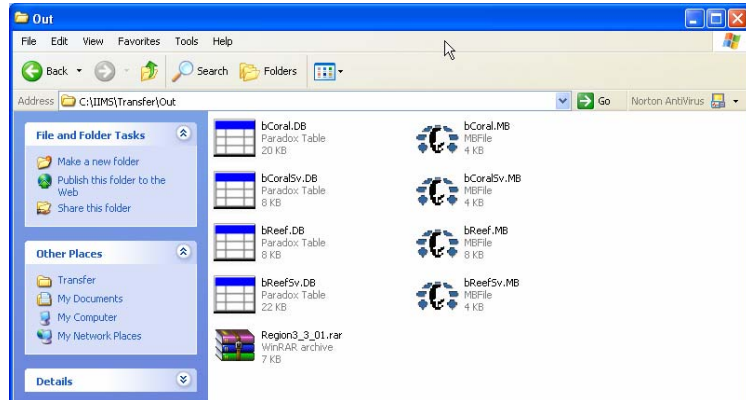 Out
File Edit View Favorites Tools Help
Back Search Folders
Address C:\IIMS\Transfer\Out Go Norton AntiVirus
File and Folder Tasks
Make a new folder
Publish this folder to the
Web
Share this folder
Other Places
Transfer
My Documents
My Computer
My Network Places
Details
bCoral.DB
Paradox Table
20 KB
bCoral.MB
MBFile
4 KB
bCoralSv.DB
Paradox Table
8 KB
bCoralSv.MB
MBFile
4 KB
bReef.DB
Paradox Table
8 KB
bReef.MB
MBFile
8 KB
bReefSv.DB
Paradox Table
22 KB
bReefSv.MB
MBFile
4 KB
Region3_3_01.rar
WinRAR archive
7 KB